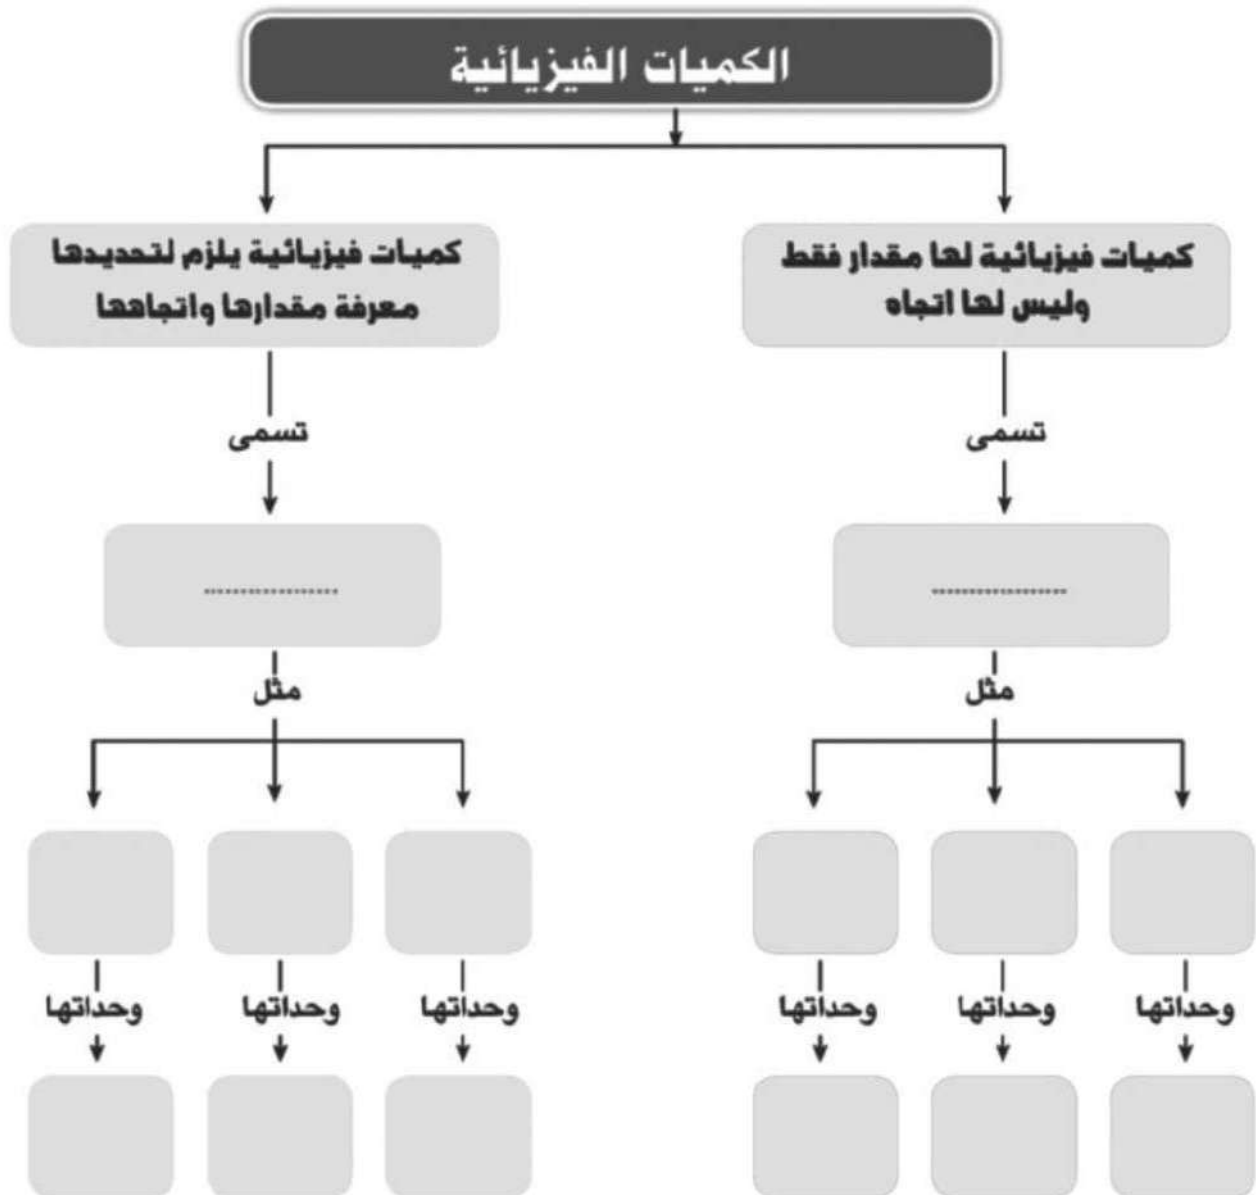 الكميات الفيزيائية
كميات فيزيائية لها مقدار فقط
وليس لها اتجاه
كميات فيزيائية يلزم لتحديدها
معرفة مقدارها واتجاهها
تسمى
تسمى
..................
..................
مثل
مثل
وحداتها
وحداتها
وحداتها
وحداتها
وحداتها
وحداتها